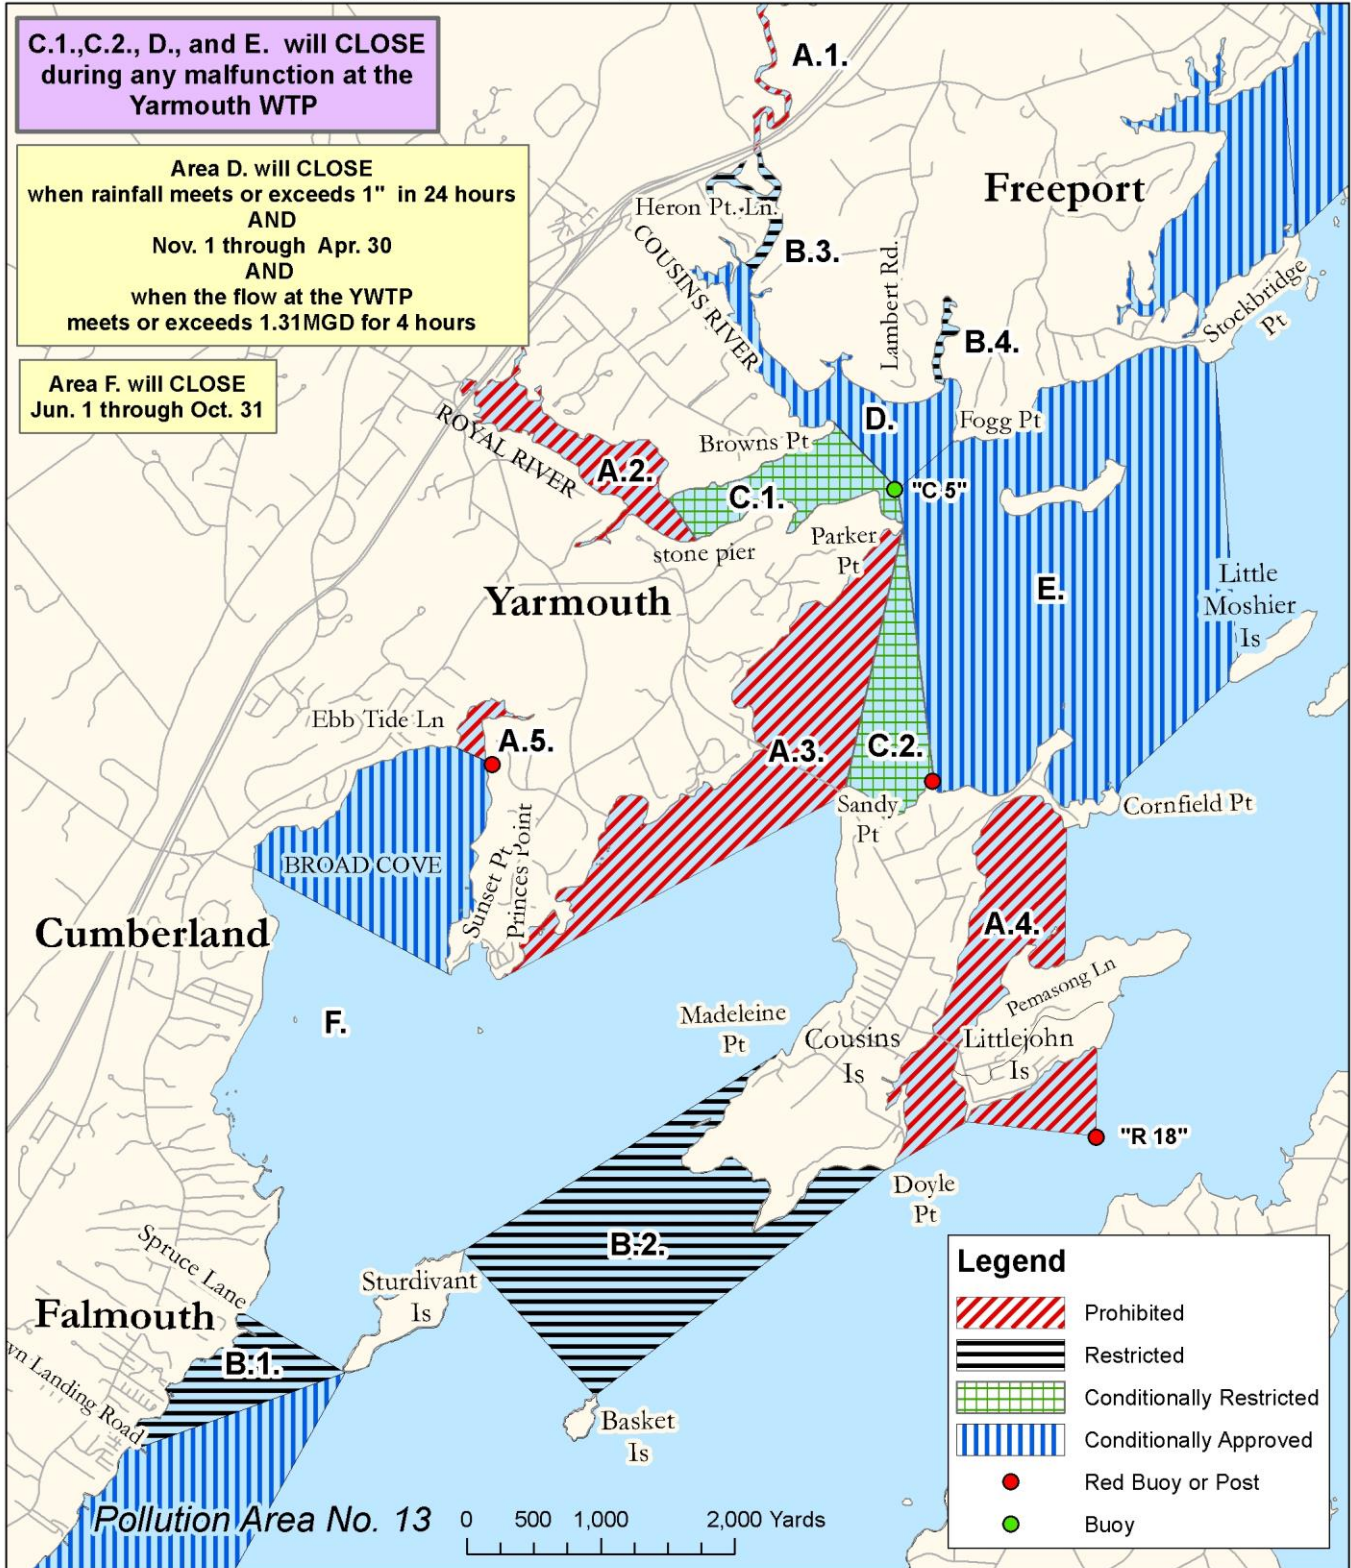 C.1.,C.2., D., and E. will CLOSE
during any malfunction at the
Yarmouth WTP
Area D. will CLOSE
when rainfall meets or exceeds 1" in 24 hours
AND
Nov. 1 through Apr. 30
AND
when the flow at the YWTP
meets or exceeds 1.31MGD for 4 hours
Area F. will CLOSE
Jun. 1 through Oct. 31
A.1.
Freeport
Heron Pt. Ln.
COUSINS RIVER
B.3.
Lambert Rd.
B.4.
Stockbridge
Pt
ROYAL RIVER
A.2.
Browns Pt
D.
Fogg Pt
C.1.
"C 5"
stone pier
Parker
Pt
Yarmouth
E.
Little
Moshier
Is
Ebb Tide Ln
A.5.
A.3.
C.2.
Sandy
Pt
Cornfield Pt
BROAD COVE
Sunset Pt
Princes Point
Cumberland
A.4.
Pemasong Ln
F.
Madeleine
Pt
Cousins
Is
Littlejohn
Is
"R 18"
Doyle
Pt
B.2.
Spruce Lane
Sturdivant
Is
Falmouth
B.1.
wn Landing Road
Basket
Is
Legend
Prohibited
Restricted
Conditionally Restricted
Conditionally Approved
Red Buoy or Post
Buoy
Pollution Area No. 13
0 500 1,000 2,000 Yards